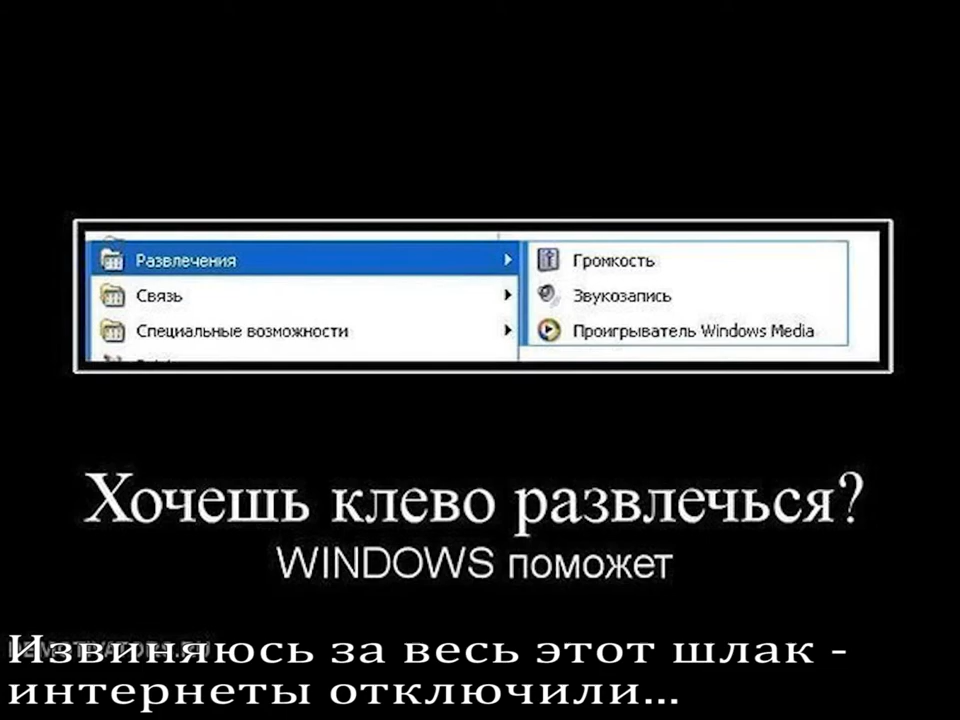 Развлечения
Громкость
Связь
Звукозапись
Специальные возможности
Проигрыватель Windows Media
Хочешь клево развлечься?
WINDOWS поможет
Извиняюсь за весь этот шлак -
интернеты отключили...